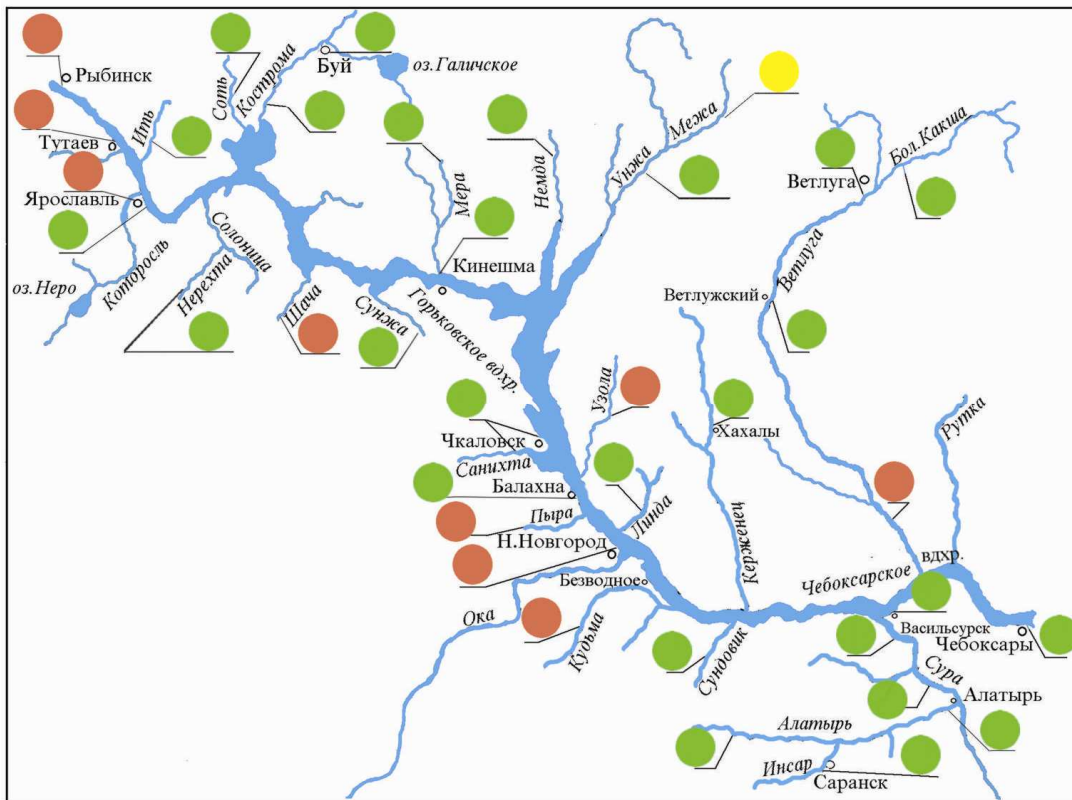 Рыбинск
Соть
Кострома
Буй
оз.Галичское
Тутаев
Ить
Ярославль
Которосль
оз.Неро
Солоница
Нерехта
Шача
Сунжа
Мера
Кинешма
Немда
Унжа
Межа
Ветлуга
Бол.Какша
Ветлуга
Ветлужский
Горьковское вдхр.
Узола
Хахалы
Рутка
Чкаловск
Санихта
Балахна
Пыра
Линда
Н.Новгород
Керженец
Безводное
Ока
Кудьма
Сундовик
Чебоксарское
вдхр.
Васильсурск
Чебоксары
Сура
Алатырь
Алатырь
Инсар
Саранск